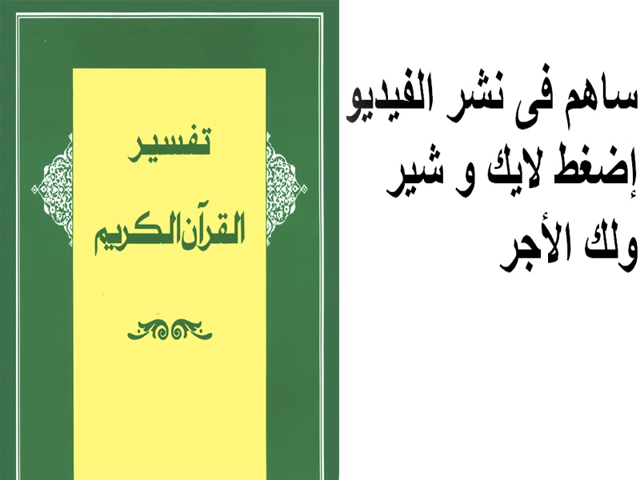 تفسير
القرآن الكريم
ساهم فى نشر الفيديو
إضغط لايك و شير
ولك الأجر